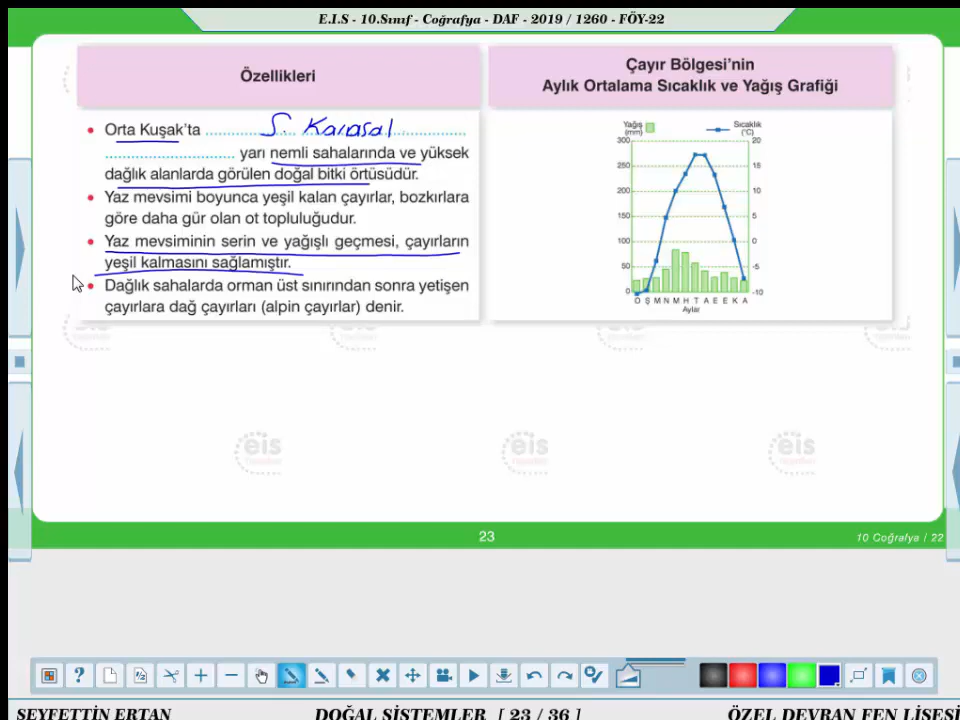 E.I.S - 10.Sınıf - Coğrafya - DAF - 2019 / 1260 - FÖY-22
Özellikleri
Çayır Bölgesi'nin
Aylık Ortalama Sıcaklık ve Yağış Grafiği
• Orta Kuşak'ta S. Karasal
yarı nemli sahalarında ve yüksek
dağlık alanlarda görülen doğal bitki örtüsüdür.
• Yaz mevsimi boyunca yeşil kalan çayırlar, bozkırlara
göre daha gür olan ot topluluğudur.
• Yaz mevsiminin serin ve yağışlı geçmesi, çayırların
yeşil kalmasını sağlamıştır.
• Dağlık sahalarda orman üst sınırından sonra yetişen
çayırlara dağ çayırları (alpin çayırlar) denir.
Yağış
(mm)
Sıcaklık
(°C)
300 20
250 15
200 10
150 5
100 0
50 -5
0 -10
O Ş M N M H T A E E K A
Aylar
eis eis eis
23
10 Coğrafya / 22
SEYFETTİN ERTAN
DOĞAL SİSTEMLER [ 23 / 36 ]
ÖZEL DEVRAN FEN LİSESİ